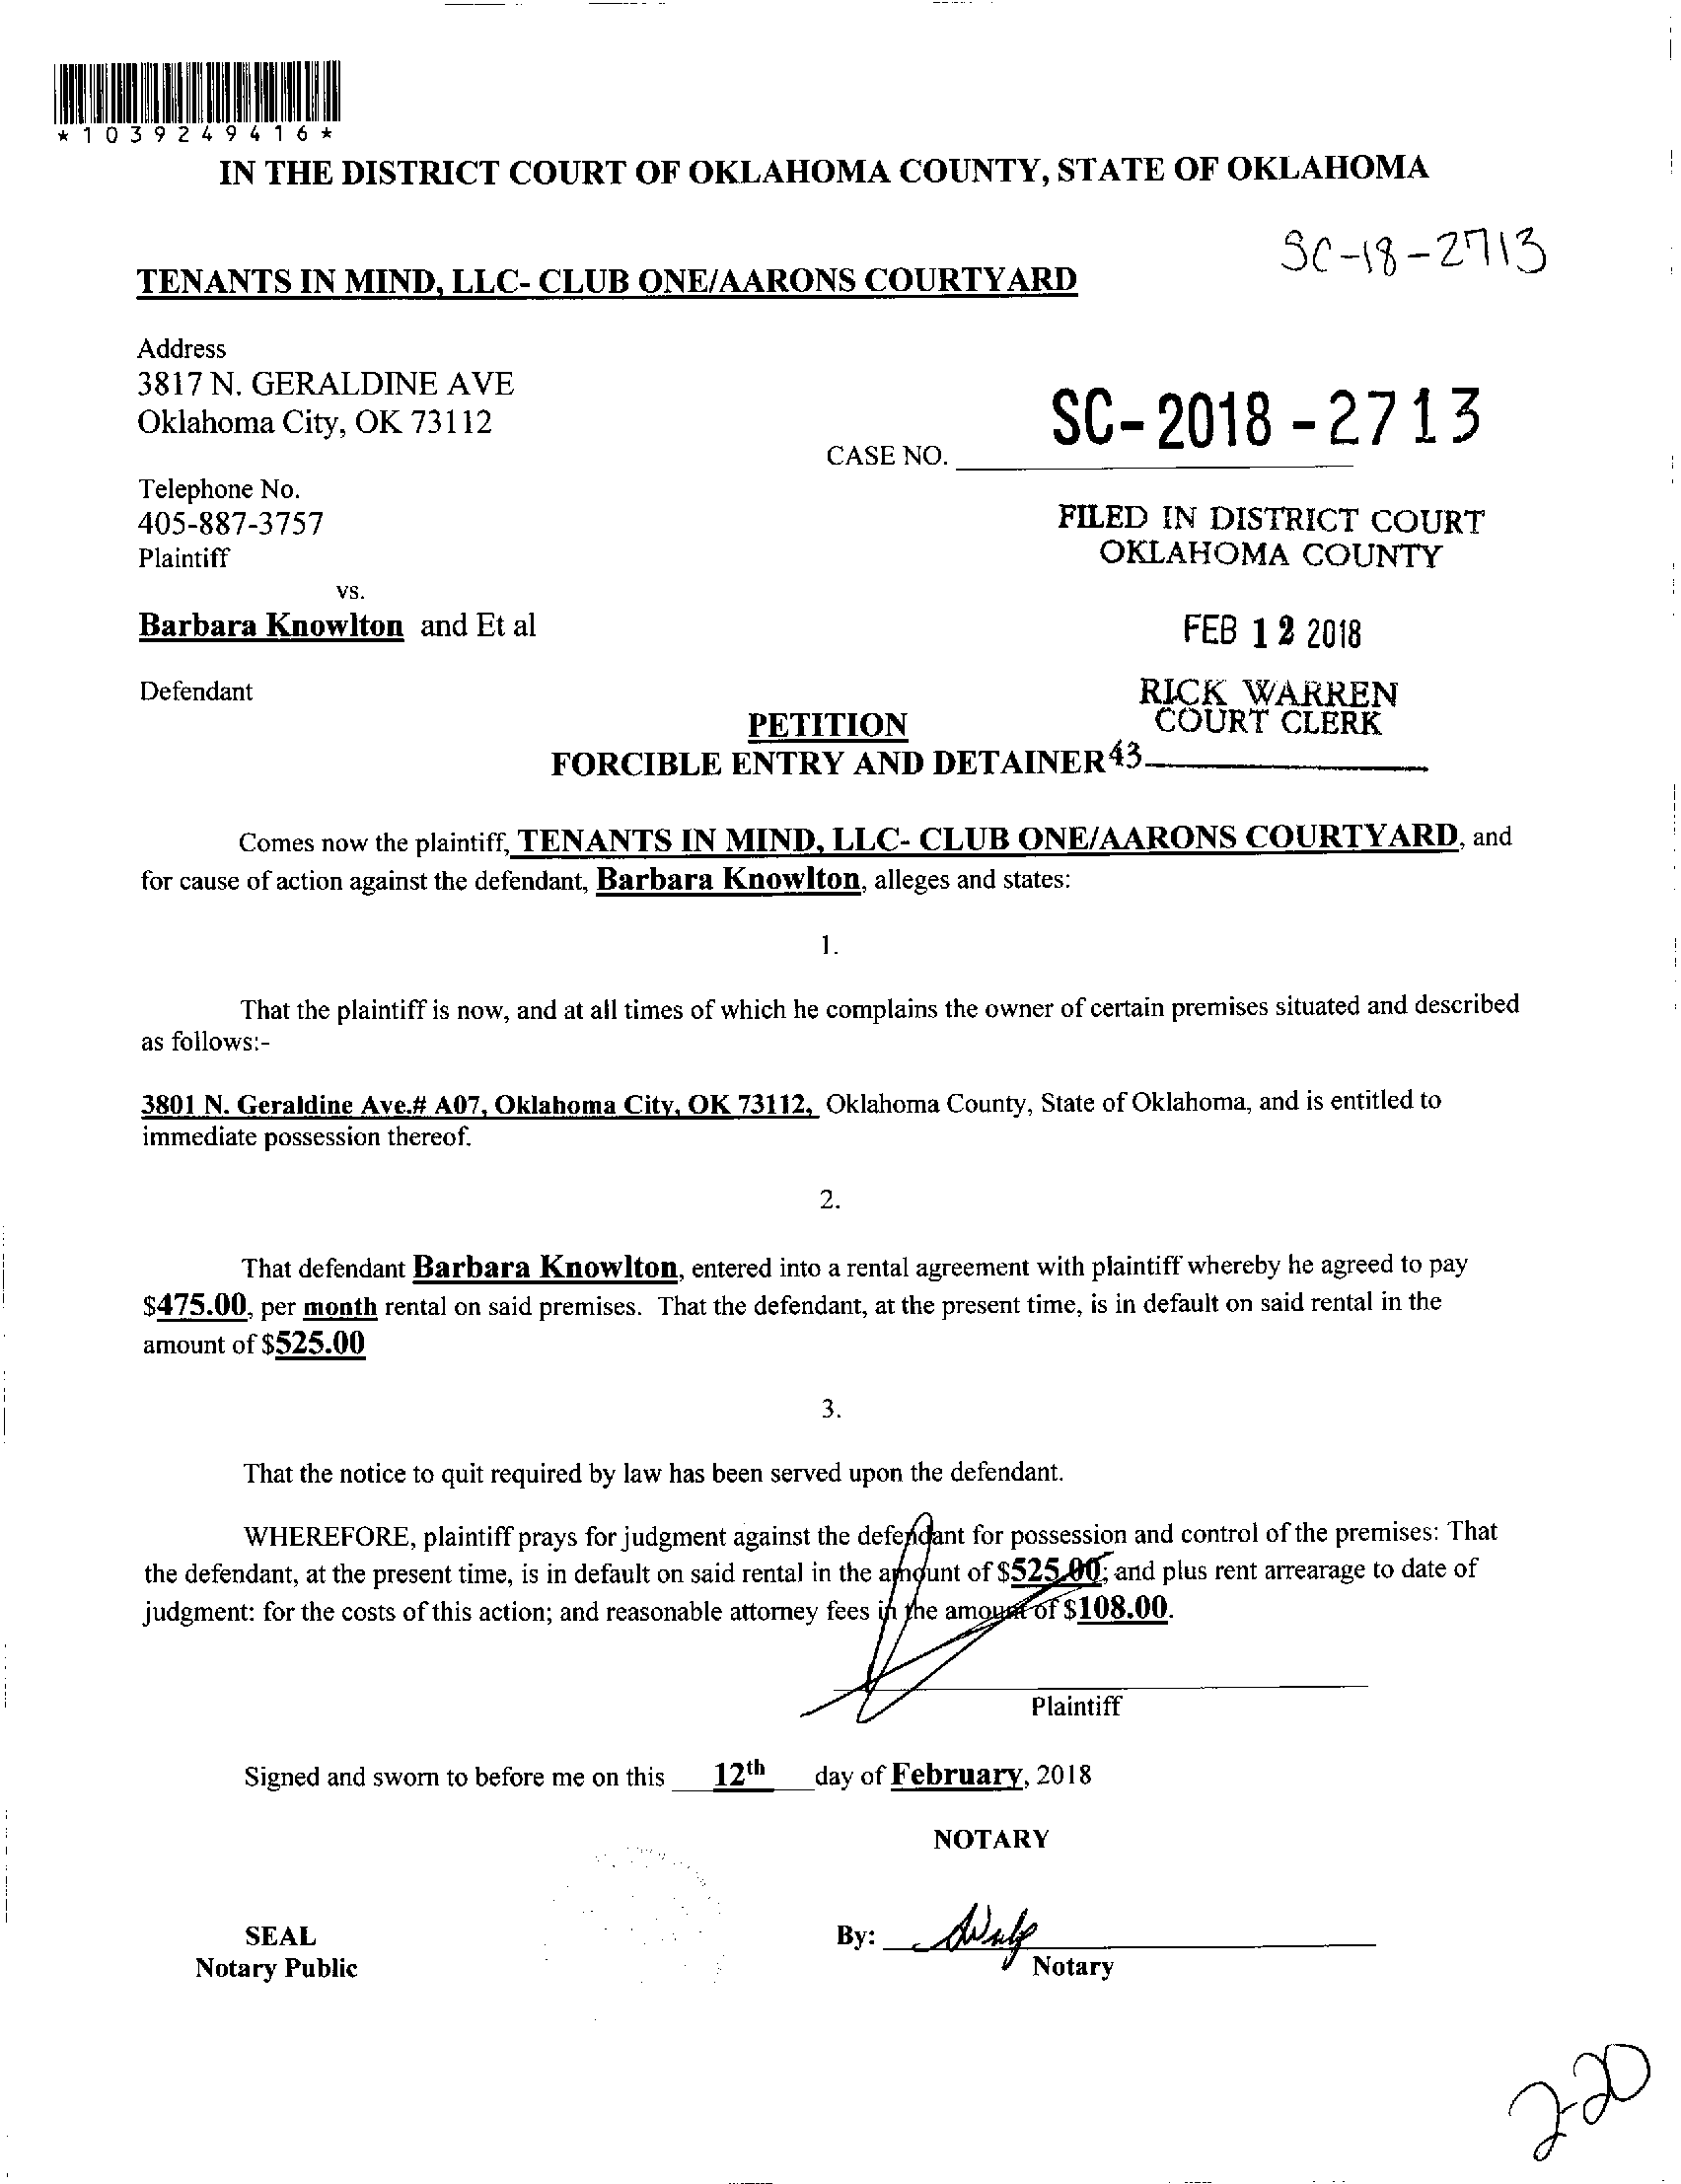 *1039249416*
IN THE DISTRICT COURT OF OKLAHOMA COUNTY, STATE OF OKLAHOMA
SC-18-2713
TENANTS IN MIND, LLC- CLUB ONE/AARONS COURTYARD
Address
3817 N. GERALDINE AVE
Oklahoma City, OK 73112
CASE NO. SC-2018-2713
Telephone No.
405-887-3757
Plaintiff
FILED IN DISTRICT COURT
OKLAHOMA COUNTY
vs.
Barbara Knowlton and Et al
FEB 12 2018
Defendant
RICK WARREN
COURT CLERK
PETITION
FORCIBLE ENTRY AND DETAINER 43
Comes now the plaintiff, TENANTS IN MIND, LLC- CLUB ONE/AARONS COURTYARD, and
for cause of action against the defendant, Barbara Knowlton, alleges and states:
1.
That the plaintiff is now, and at all times of which he complains the owner of certain premises situated and described
as follows:-
3801 N. Geraldine Ave.# A07, Oklahoma City, OK 73112, Oklahoma County, State of Oklahoma, and is entitled to
immediate possession thereof.
2.
That defendant Barbara Knowlton, entered into a rental agreement with plaintiff whereby he agreed to pay
$475.00, per month rental on said premises. That the defendant, at the present time, is in default on said rental in the
amount of $525.00
3.
That the notice to quit required by law has been served upon the defendant.
WHEREFORE, plaintiff prays for judgment against the defendant for possession and control of the premises: That
the defendant, at the present time, is in default on said rental in the amount of $525.00; and plus rent arrearage to date of
judgment: for the costs of this action; and reasonable attorney fees in the amount of $108.00.
Plaintiff
Signed and sworn to before me on this 12th day of February, 2018
NOTARY
SEAL
By:
Notary Public
Notary
2-20